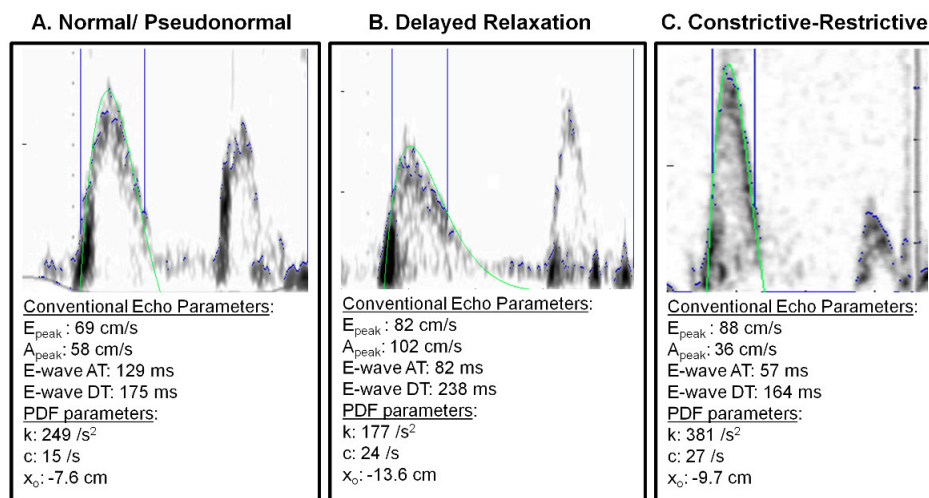 A. Normal/ Pseudonormal
Conventional Echo Parameters:
Epeak : 69 cm/s
Apeak: 58 cm/s
E-wave AT: 129 ms
E-wave DT: 175 ms
PDF parameters:
k: 249 /s²
c: 15 /s
xo: -7.6 cm
B. Delayed Relaxation
Conventional Echo Parameters:
Epeak : 82 cm/s
Apeak: 102 cm/s
E-wave AT: 82 ms
E-wave DT: 238 ms
PDF parameters:
k: 177 /s²
c: 24 /s
xo: -13.6 cm
C. Constrictive-Restrictive
Conventional Echo Parameters:
Epeak : 88 cm/s
Apeak: 36 cm/s
E-wave AT: 57 ms
E-wave DT: 164 ms
PDF parameters:
k: 381 /s²
c: 27 /s
xo: -9.7 cm